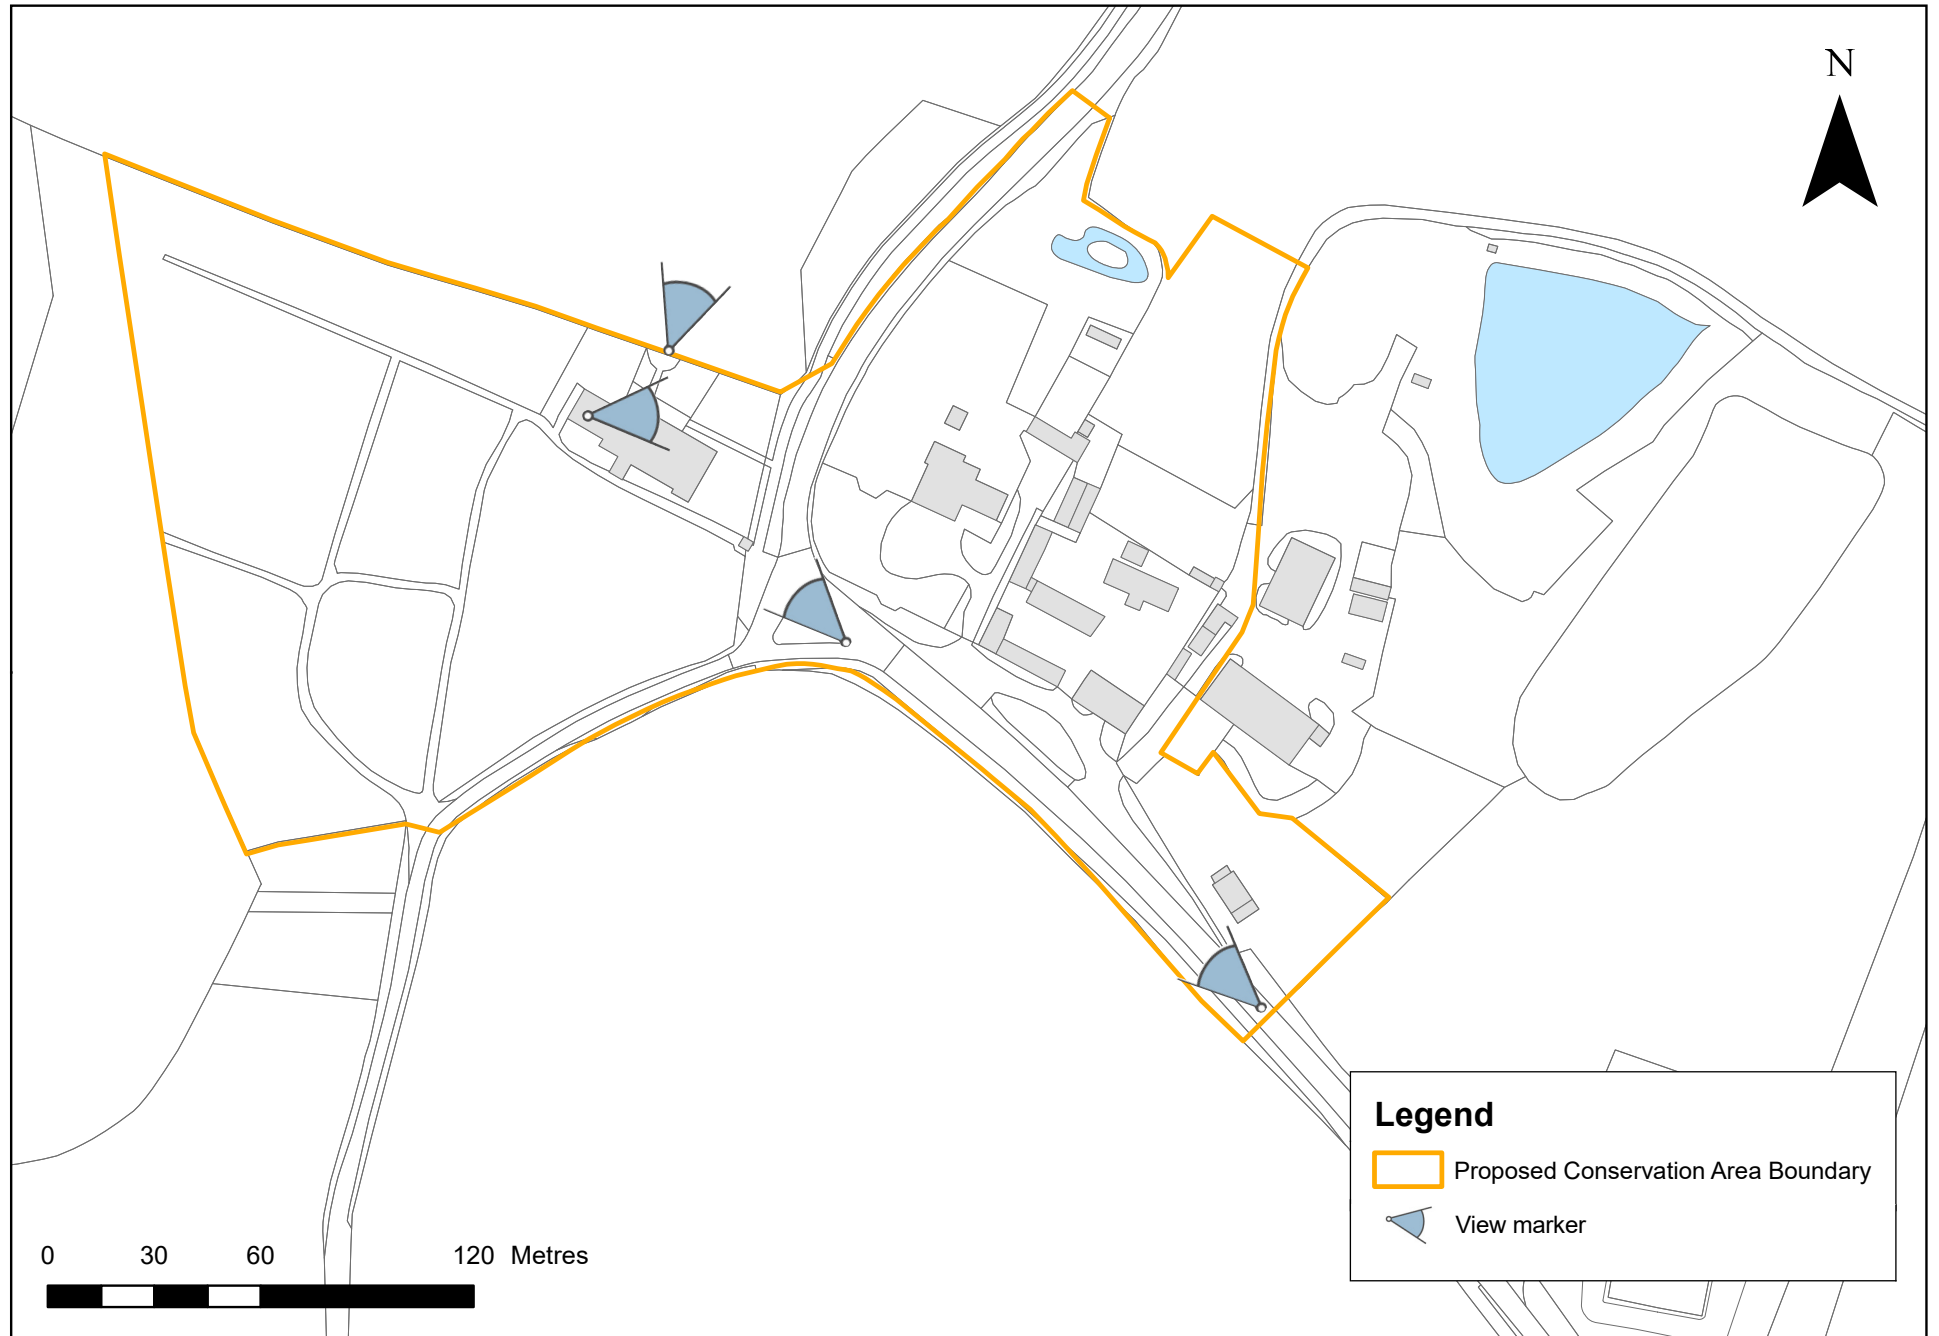 N
Legend
Proposed Conservation Area Boundary
View marker
0 30 60 120 Metres